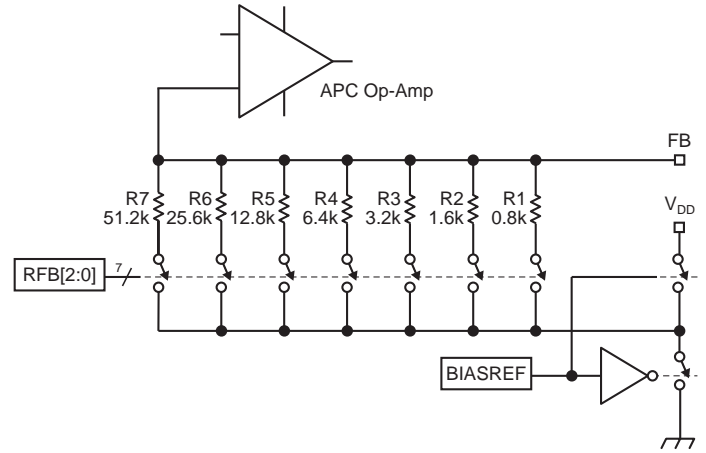 APC Op-Amp
FB
R7 R6 R5 R4 R3 R2 R1
51.2k 25.6k 12.8k 6.4k 3.2k 1.6k 0.8k
VDD
RFB[2:0]
7
BIASREF